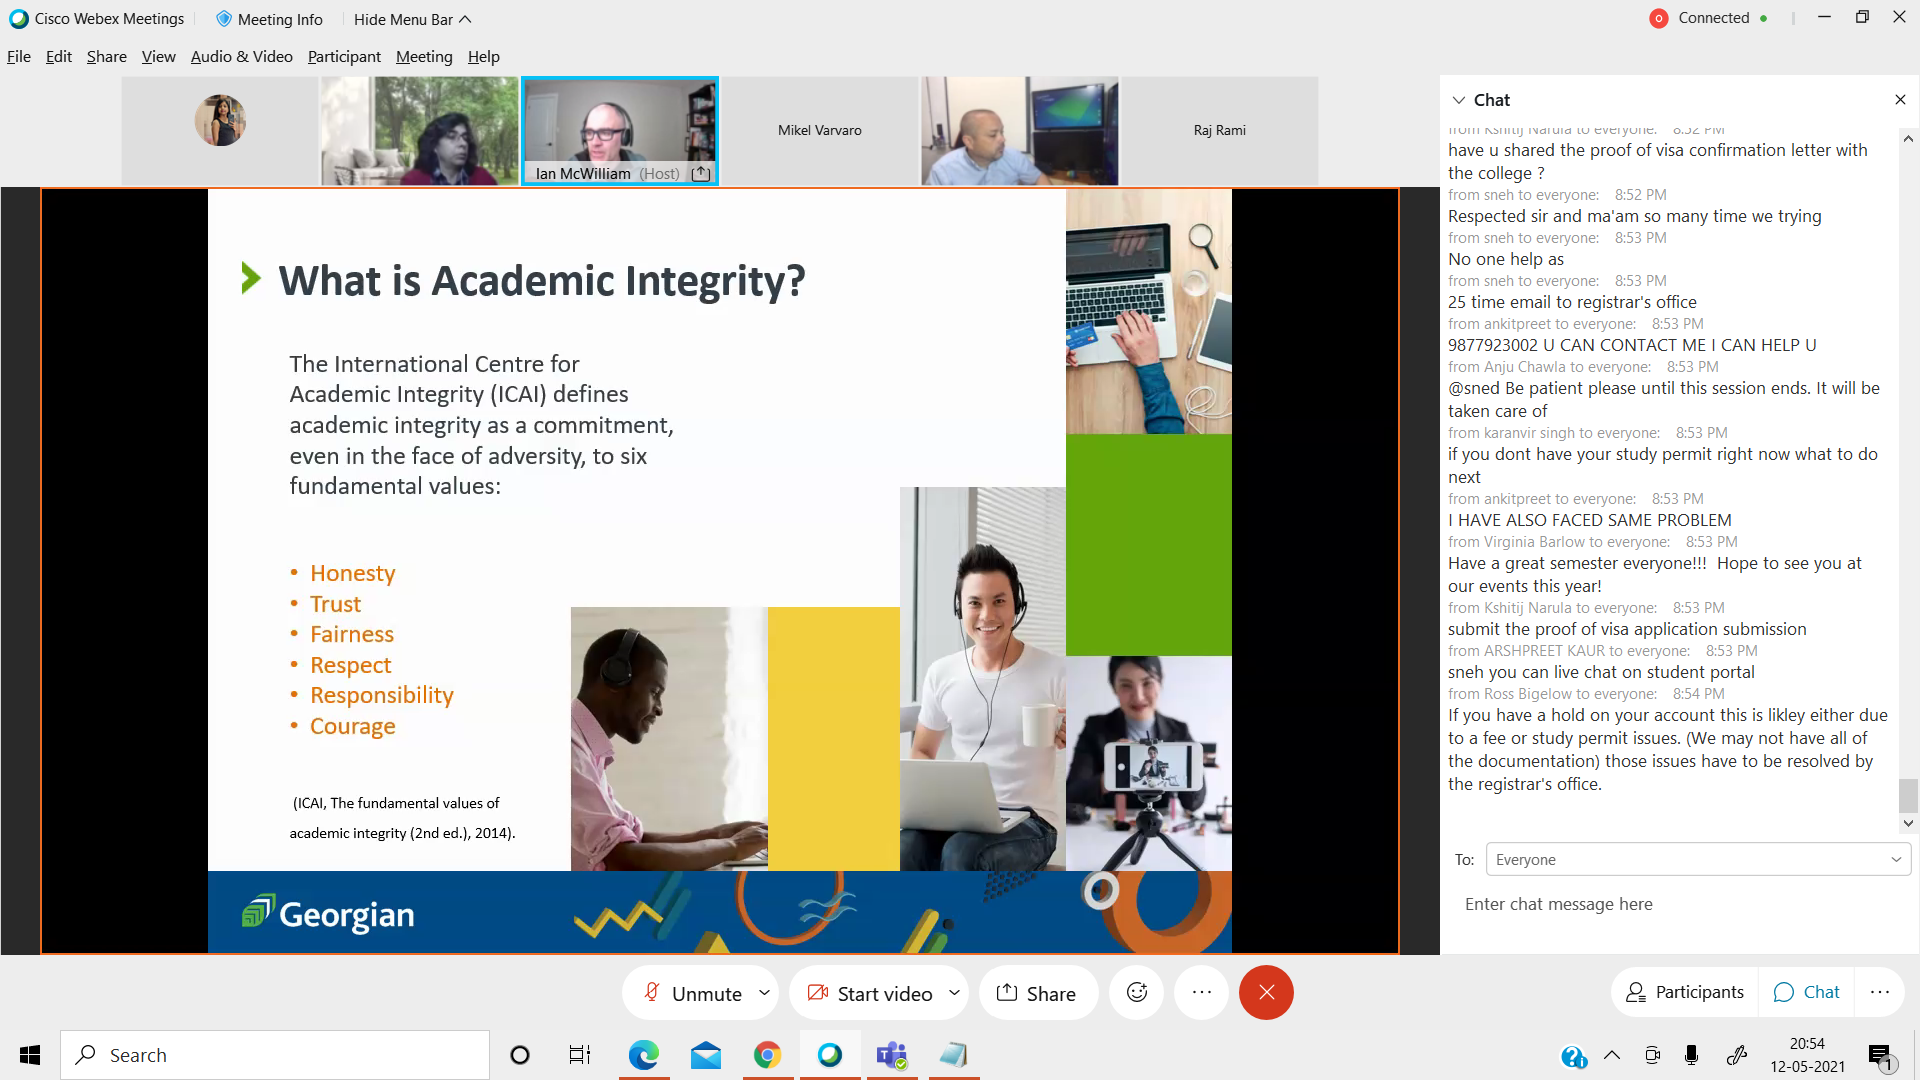 Cisco Webex Meetings
Meeting Info
Hide Menu Bar
Connected
File Edit Share View Audio & Video Participant Meeting Help
Ian McWilliam (Host)
Mikel Varvaro
Raj Rami
What is Academic Integrity?
The International Centre for
Academic Integrity (ICAI) defines
academic integrity as a commitment,
even in the face of adversity, to six
fundamental values:
• Honesty
• Trust
• Fairness
• Respect
• Responsibility
• Courage
(ICAI, The fundamental values of
academic integrity (2nd ed.), 2014).
Georgian
Chat
from Kshitij Narula to everyone: 8:52 PM
have u shared the proof of visa confirmation letter with
the college ?
from sneh to everyone: 8:52 PM
Respected sir and ma'am so many time we trying
from sneh to everyone: 8:53 PM
No one help as
from sneh to everyone: 8:53 PM
25 time email to registrar's office
from ankitpreet to everyone: 8:53 PM
9877923002 U CAN CONTACT ME I CAN HELP U
from Anju Chawla to everyone: 8:53 PM
@sned Be patient please until this session ends. It will be
taken care of
from karanvir singh to everyone: 8:53 PM
if you dont have your study permit right now what to do
next
from ankitpreet to everyone: 8:53 PM
I HAVE ALSO FACED SAME PROBLEM
from Virginia Barlow to everyone: 8:53 PM
Have a great semester everyone!!! Hope to see you at
our events this year!
from Kshitij Narula to everyone: 8:53 PM
submit the proof of visa application submission
from ARSHPREET KAUR to everyone: 8:53 PM
sneh you can live chat on student portal
from Ross Bigelow to everyone: 8:54 PM
If you have a hold on your account this is likley either due
to a fee or study permit issues. (We may not have all of
the documentation) those issues have to be resolved by
the registrar's office.
To: Everyone
Enter chat message here
Unmute
Start video
Share
Participants
Chat
Search
20:54
12-05-2021
1